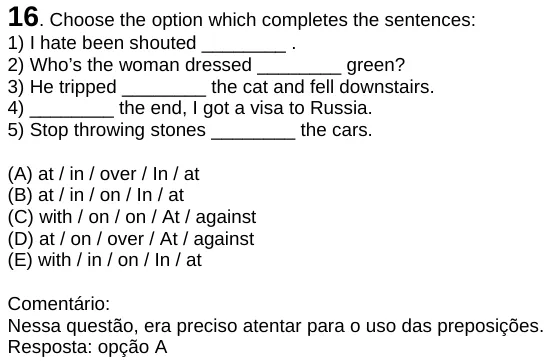 16. Choose the option which completes the sentences:
1) I hate been shouted ________ .
2) Who's the woman dressed ________ green?
3) He tripped ________ the cat and fell downstairs.
4) ________ the end, I got a visa to Russia.
5) Stop throwing stones ________ the cars.
(A) at / in / over / In / at
(B) at / in / on / In / at
(C) with / on / on / At / against
(D) at / on / over / At / against
(E) with / in / on / In / at
Comentário:
Nessa questão, era preciso atentar para o uso das preposições.
Resposta: opção A